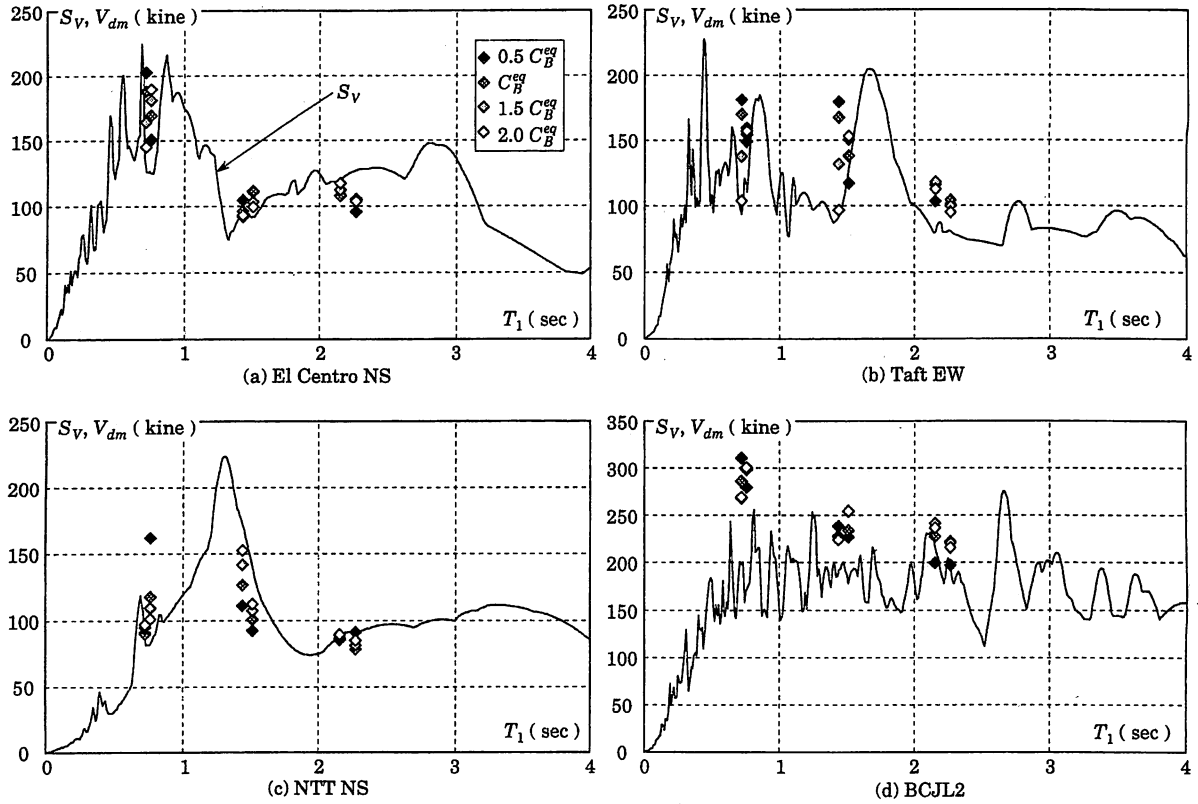 S_V, V_dm ( kine )
250
200
150
100
50
0
0 1 2 3 4
T_1 ( sec )
S_V
0.5 C_B^eq
C_B^eq
1.5 C_B^eq
2.0 C_B^eq
(a) El Centro NS
S_V, V_dm ( kine )
250
200
150
100
50
0
0 1 2 3 4
T_1 ( sec )
(b) Taft EW
S_V, V_dm ( kine )
250
200
150
100
50
0
0 1 2 3 4
T_1 ( sec )
(c) NTT NS
S_V, V_dm ( kine )
350
300
250
200
150
100
50
0
0 1 2 3 4
T_1 ( sec )
(d) BCJL2